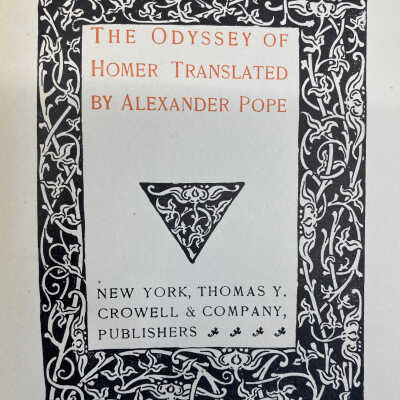 THE ODYSSEY OF
HOMER TRANSLATED
BY ALEXANDER POPE
NEW YORK, THOMAS Y.
CROWELL & COMPANY,
PUBLISHERS